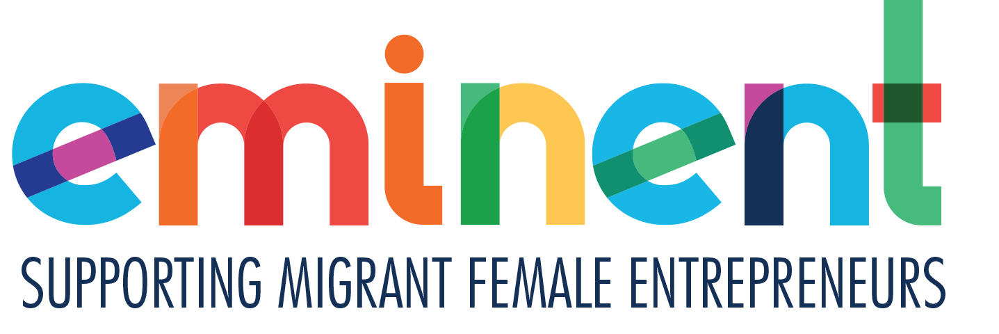 eminent
SUPPORTING MIGRANT FEMALE ENTREPRENEURS